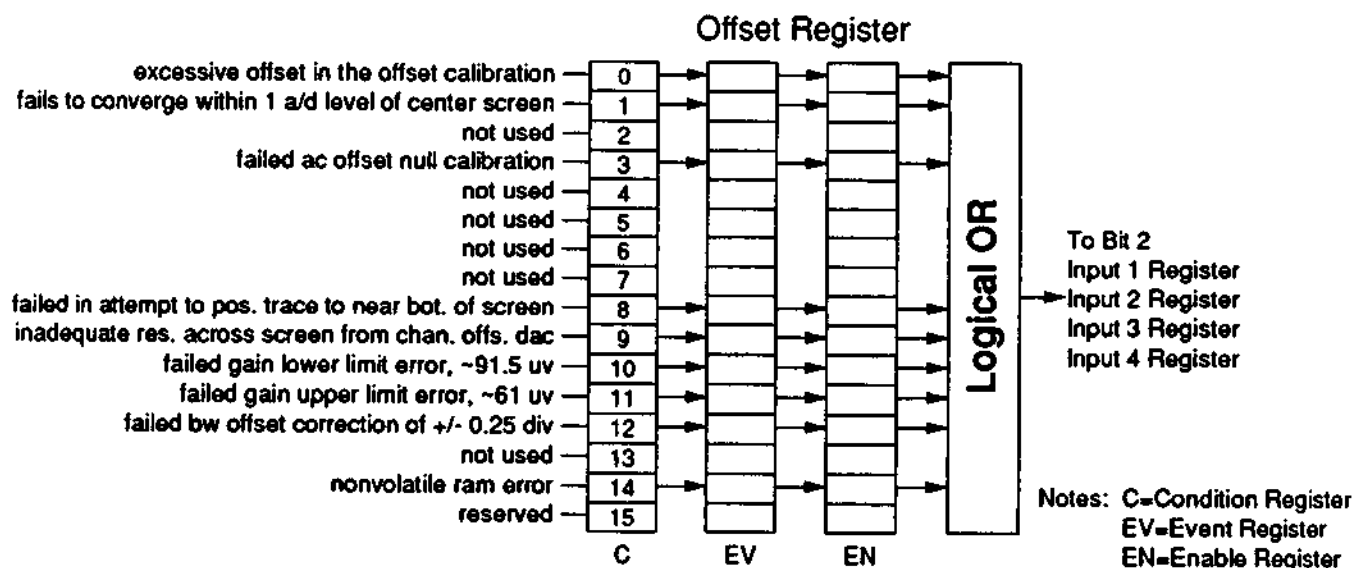 Offset Register
excessive offset in the offset calibration 0
fails to converge within 1 a/d level of center screen 1
not used 2
failed ac offset null calibration 3
not used 4
not used 5
not used 6
not used 7
failed in attempt to pos. trace to near bot. of screen 8
inadequate res. across screen from chan. offs. dac 9
failed gain lower limit error, ~91.5 uv 10
failed gain upper limit error, ~61 uv 11
failed bw offset correction of +/- 0.25 div 12
not used 13
nonvolatile ram error 14
reserved 15
C EV EN
Logical OR
To Bit 2
Input 1 Register
Input 2 Register
Input 3 Register
Input 4 Register
Notes: C=Condition Register
EV=Event Register
EN=Enable Register